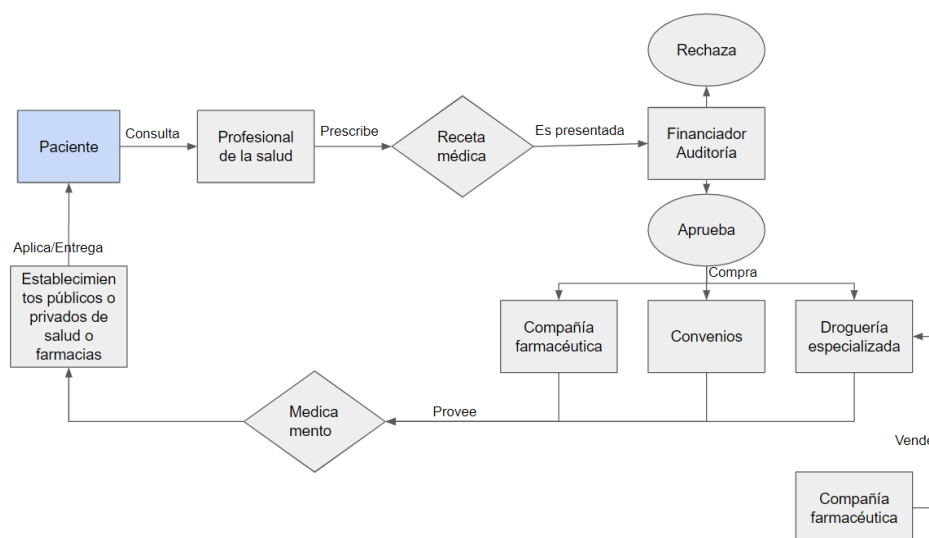 Rechaza
Paciente
Consulta
Profesional
de la salud
Prescribe
Receta
médica
Es presentada
Financiador
Auditoría
Aprueba
Compra
Aplica/Entrega
Establecimien
tos públicos o
privados de
salud o
farmacias
Compañía
farmacéutica
Convenios
Droguería
especializada
Medica
mento
Provee
Vende
Compañía
farmacéutica